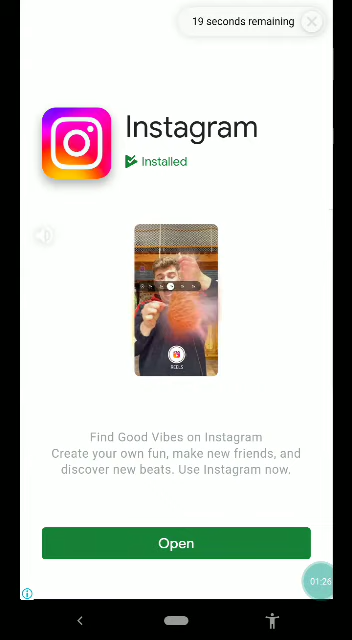 19 seconds remaining
Instagram
Installed
REELS
Find Good Vibes on Instagram
Create your own fun, make new friends, and
discover new beats. Use Instagram now.
Open
01:26